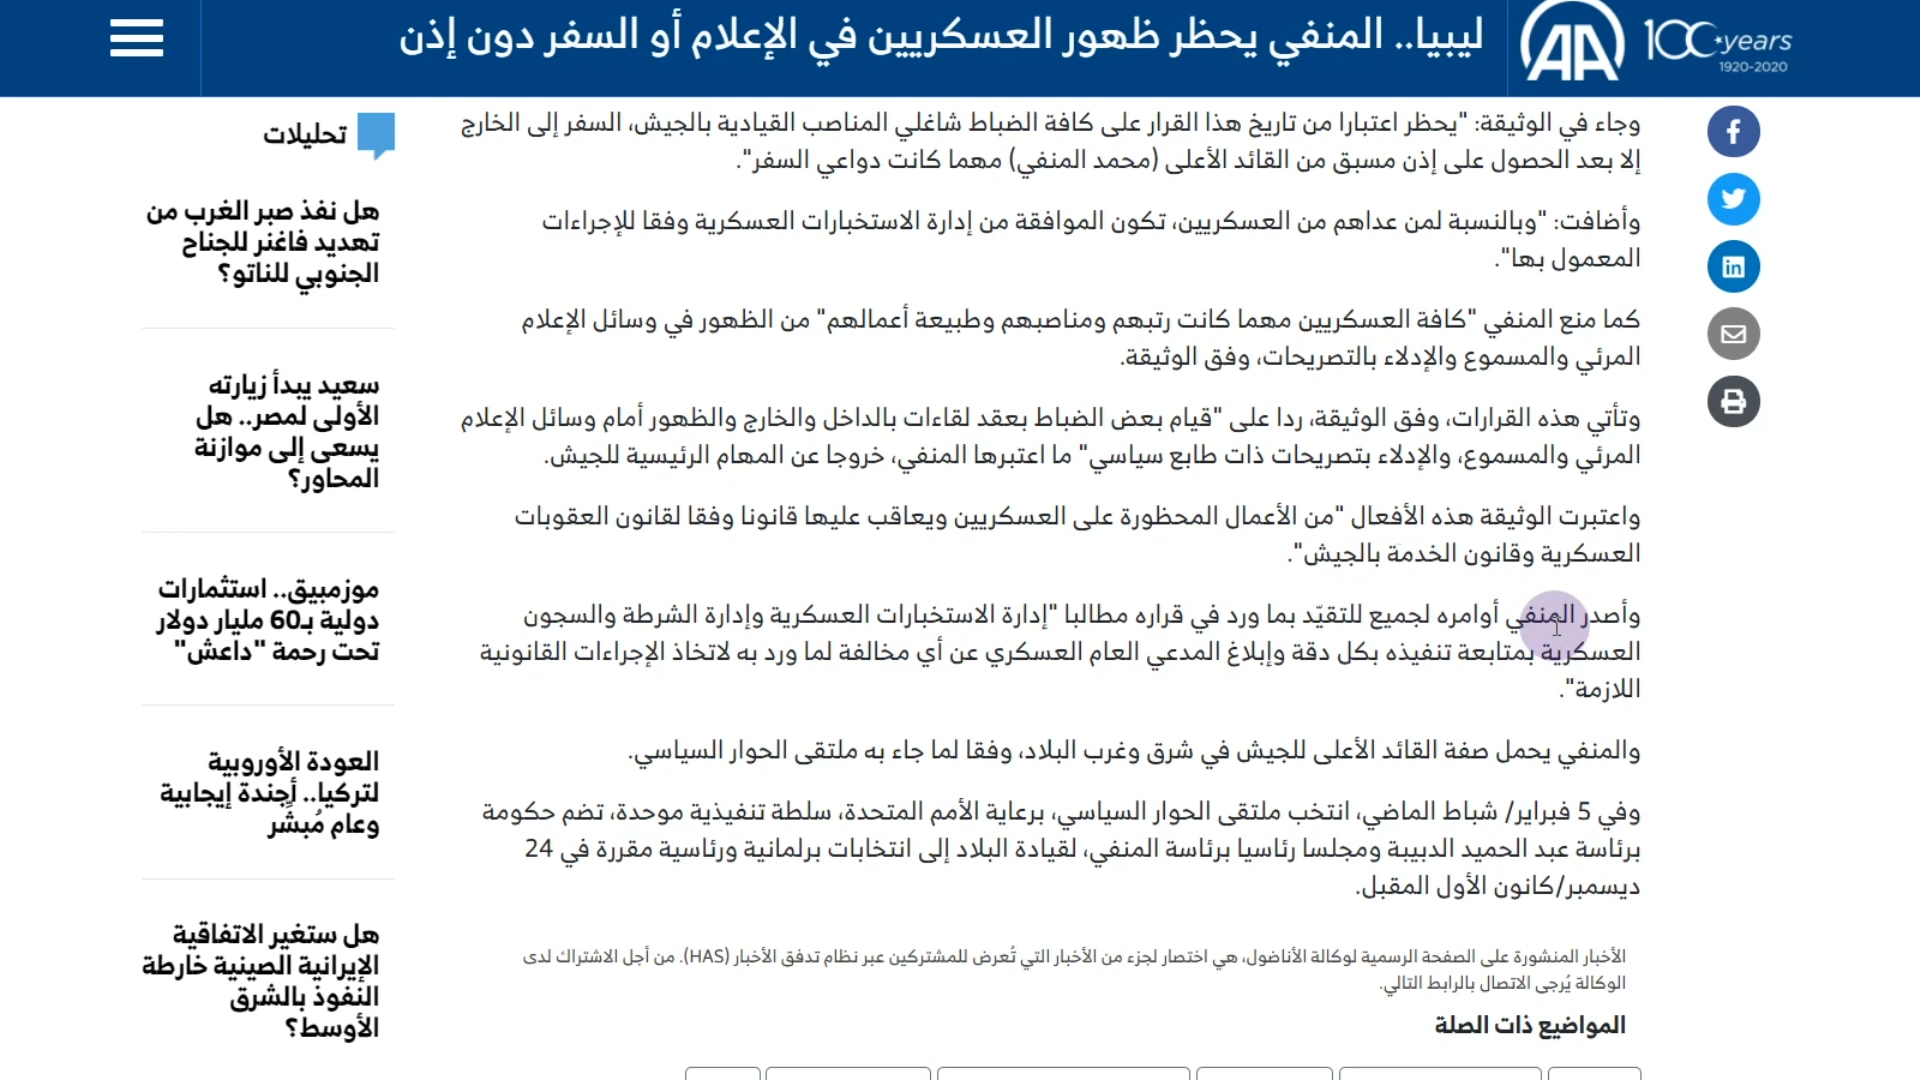 ليبيا.. المنفي يحظر ظهور العسكريين في الإعلام أو السفر دون إذن
AA
100 years
1920-2020
وجاء في الوثيقة: "يحظر اعتبارا من تاريخ هذا القرار على كافة الضباط شاغلي المناصب القيادية بالجيش، السفر إلى الخارج
إلا بعد الحصول على إذن مسبق من القائد الأعلى (محمد المنفي) مهما كانت دواعي السفر".
وأضافت: "وبالنسبة لمن عداهم من العسكريين، تكون الموافقة من إدارة الاستخبارات العسكرية وفقا للإجراءات
المعمول بها".
كما منع المنفي "كافة العسكريين مهما كانت رتبهم ومناصبهم وطبيعة أعمالهم" من الظهور في وسائل الإعلام
المرئي والمسموع والإدلاء بالتصريحات، وفق الوثيقة.
وتأتي هذه القرارات، وفق الوثيقة، ردا على "قيام بعض الضباط بعقد لقاءات بالداخل والخارج والظهور أمام وسائل الإعلام
المرئي والمسموع، والإدلاء بتصريحات ذات طابع سياسي" ما اعتبرها المنفي، خروجا عن المهام الرئيسية للجيش.
واعتبرت الوثيقة هذه الأفعال "من الأعمال المحظورة على العسكريين ويعاقب عليها قانونا وفقا لقانون العقوبات
العسكرية وقانون الخدمة بالجيش".
وأصدر المنفي أوامره لجميع للتقيّد بما ورد في قراره مطالبا "إدارة الاستخبارات العسكرية وإدارة الشرطة والسجون
العسكرية بمتابعة تنفيذه بكل دقة وإبلاغ المدعي العام العسكري عن أي مخالفة لما ورد به لاتخاذ الإجراءات القانونية
اللازمة".
والمنفي يحمل صفة القائد الأعلى للجيش في شرق وغرب البلاد، وفقا لما جاء به ملتقى الحوار السياسي.
وفي 5 فبراير/ شباط الماضي، انتخب ملتقى الحوار السياسي، برعاية الأمم المتحدة، سلطة تنفيذية موحدة، تضم حكومة
برئاسة عبد الحميد الدبيبة ومجلسا رئاسيا برئاسة المنفي، لقيادة البلاد إلى انتخابات برلمانية ورئاسية مقررة في 24
ديسمبر/كانون الأول المقبل.
الأخبار المنشورة على الصفحة الرسمية لوكالة الأناضول، هي اختصار لجزء من الأخبار التي تُعرض للمشتركين عبر نظام تدفق الأخبار (HAS). من أجل الاشتراك لدى
الوكالة يُرجى الاتصال بالرابط التالي.
المواضيع ذات الصلة
تحليلات
هل نفذ صبر الغرب من
تهديد فاغنر للجناح
الجنوبي للناتو؟
سعيد يبدأ زيارته
الأولى لمصر.. هل
يسعى إلى موازنة
المحاور؟
موزمبيق.. استثمارات
دولية بـ60 مليار دولار
تحت رحمة "داعش"
العودة الأوروبية
لتركيا.. أجندة إيجابية
وعام مُبشِّر
هل ستغير الاتفاقية
الإيرانية الصينية خارطة
النفوذ بالشرق
الأوسط؟